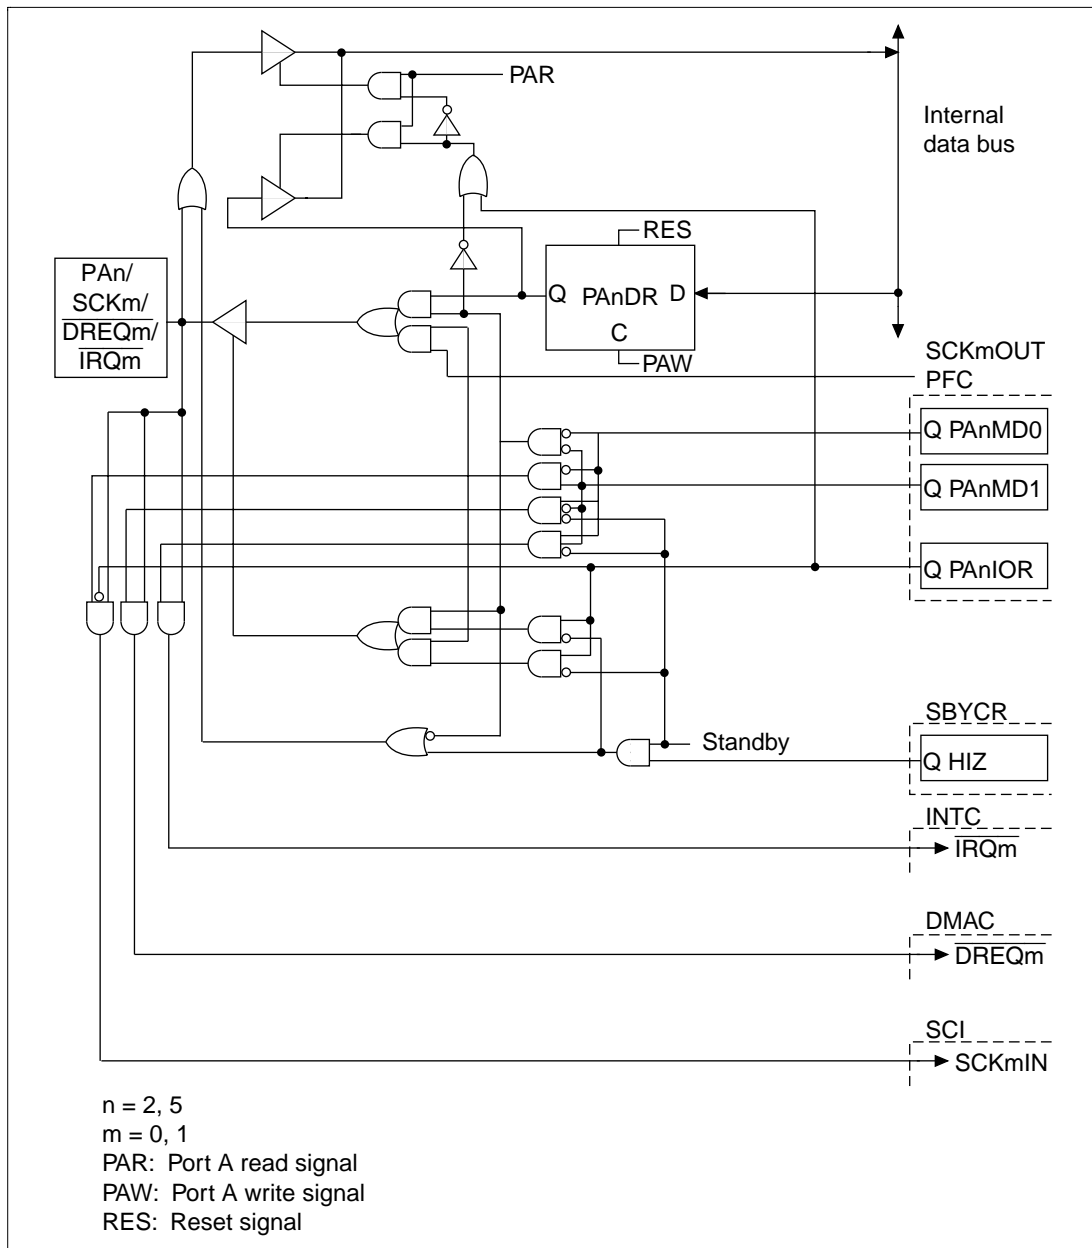 PAR
Internal
data bus
RES
PAn/
SCKm/
DREQm/
IRQm
Q PAnDR D
C
PAW
SCKmOUT
PFC
Q PAnMD0
Q PAnMD1
Q PAnIOR
SBYCR
Standby
Q HIZ
INTC
IRQm
DMAC
DREQm
SCI
SCKmIN
n = 2, 5
m = 0, 1
PAR: Port A read signal
PAW: Port A write signal
RES: Reset signal